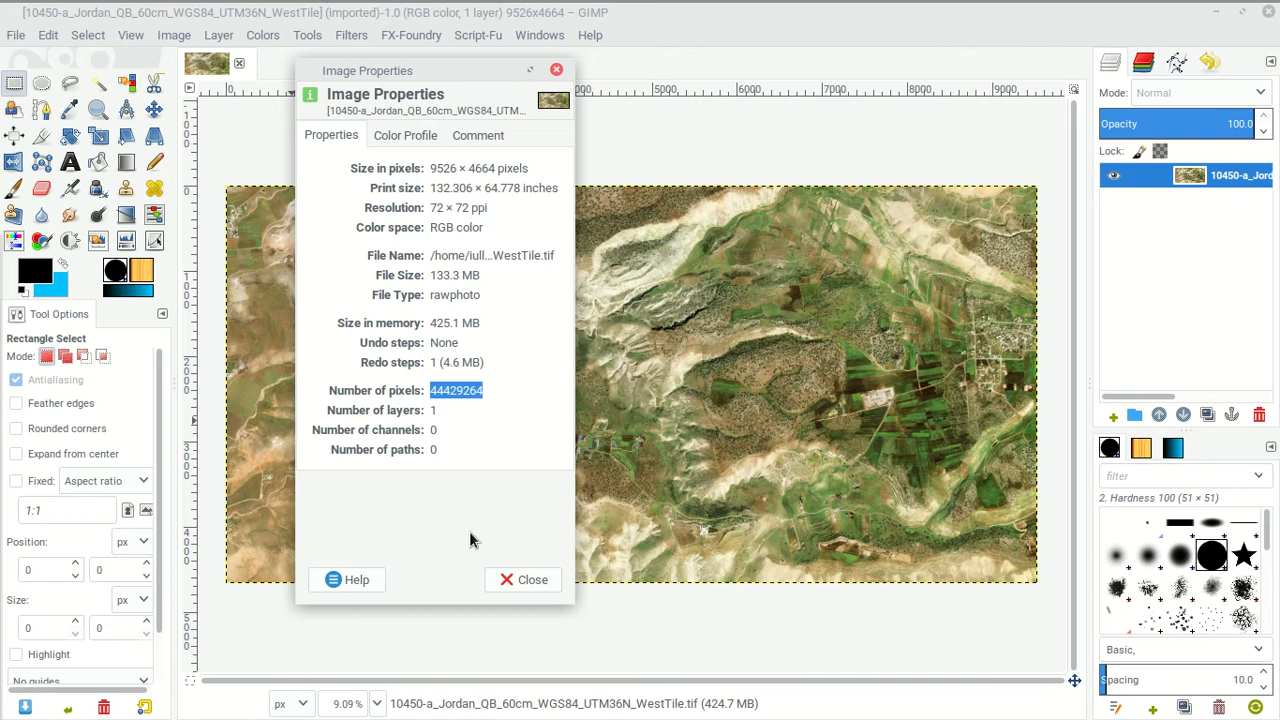 [10450-a_Jordan_QB_60cm_WGS84_UTM36N_WestTile] (imported)-1.0 (RGB color, 1 layer) 9526x4664 – GIMP
File Edit Select View Image Layer Colors Tools Filters FX-Foundry Script-Fu Windows Help
Image Properties
Image Properties
[10450-a_Jordan_QB_60cm_WGS84_UTM...
Properties Color Profile Comment
Size in pixels: 9526 × 4664 pixels
Print size: 132.306 × 64.778 inches
Resolution: 72 × 72 ppi
Color space: RGB color
File Name: /home/iull...WestTile.tif
File Size: 133.3 MB
File Type: rawphoto
Size in memory: 425.1 MB
Undo steps: None
Redo steps: 1 (4.6 MB)
Number of pixels: 44429264
Number of layers: 1
Number of channels: 0
Number of paths: 0
Help Close
0 5000 6000 7000 8000 9000
Tool Options
Rectangle Select
Mode:
Antialiasing
Feather edges
Rounded corners
Expand from center
Fixed: Aspect ratio
1:1
Position: px
0 0
Size: px
0 0
Highlight
No guides
Mode: Normal
Opacity 100.0
Lock:
10450-a_Jord
filter
2. Hardness 100 (51 × 51)
Basic,
Spacing 10.0
px 9.09 % 10450-a_Jordan_QB_60cm_WGS84_UTM36N_WestTile.tif (424.7 MB)